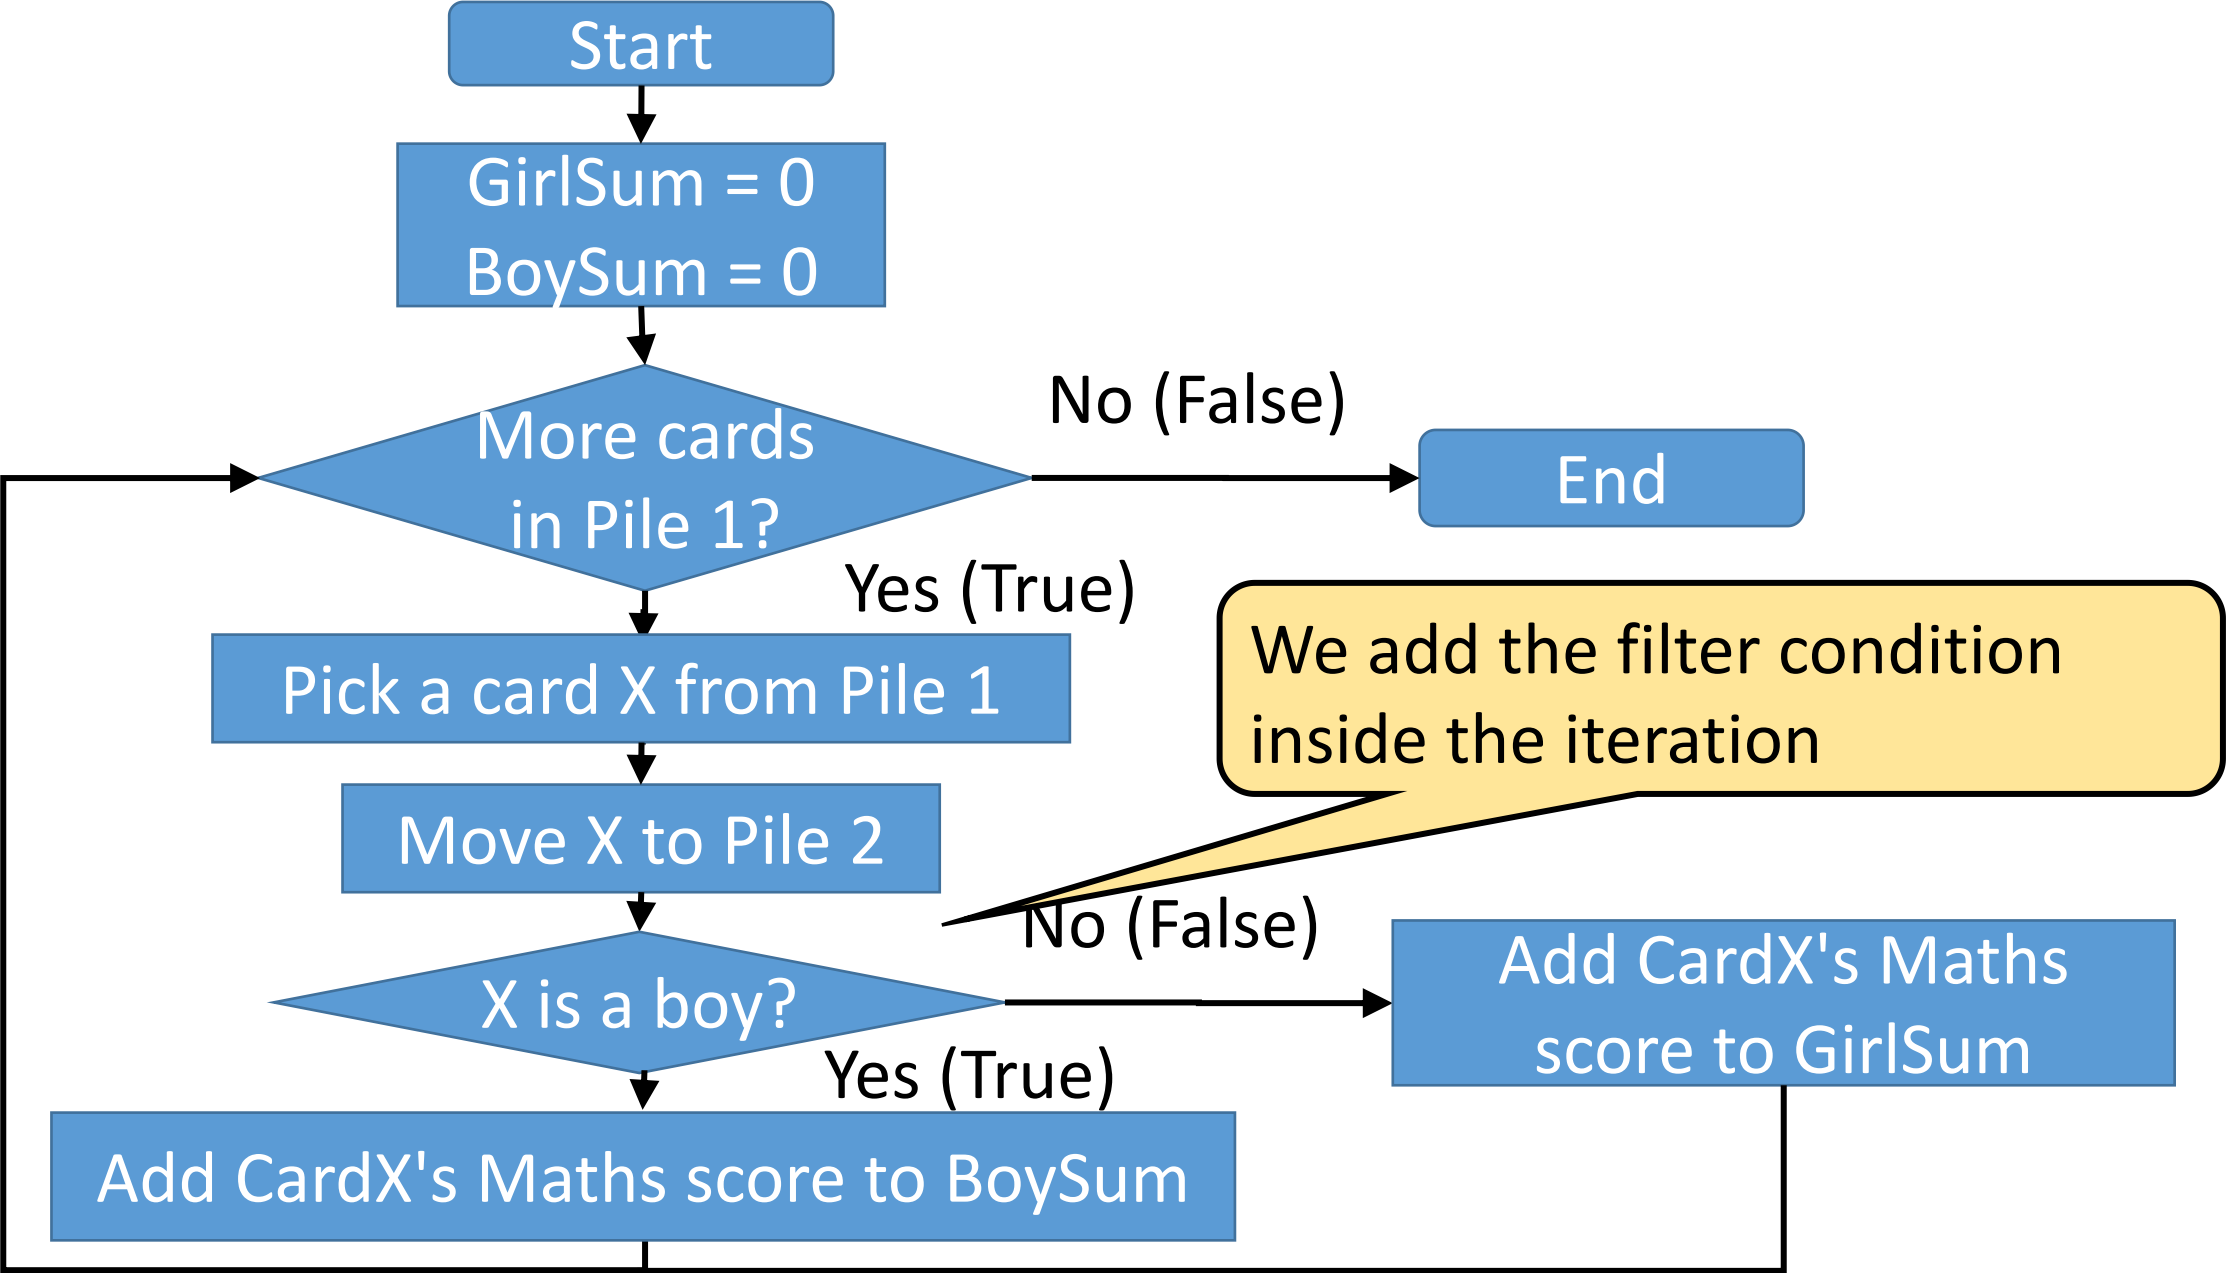 Start
GirlSum = 0
BoySum = 0
More cards
in Pile 1?
No (False)
End
Yes (True)
Pick a card X from Pile 1
We add the filter condition
inside the iteration
Move X to Pile 2
X is a boy?
No (False)
Add CardX's Maths
score to GirlSum
Yes (True)
Add CardX's Maths score to BoySum